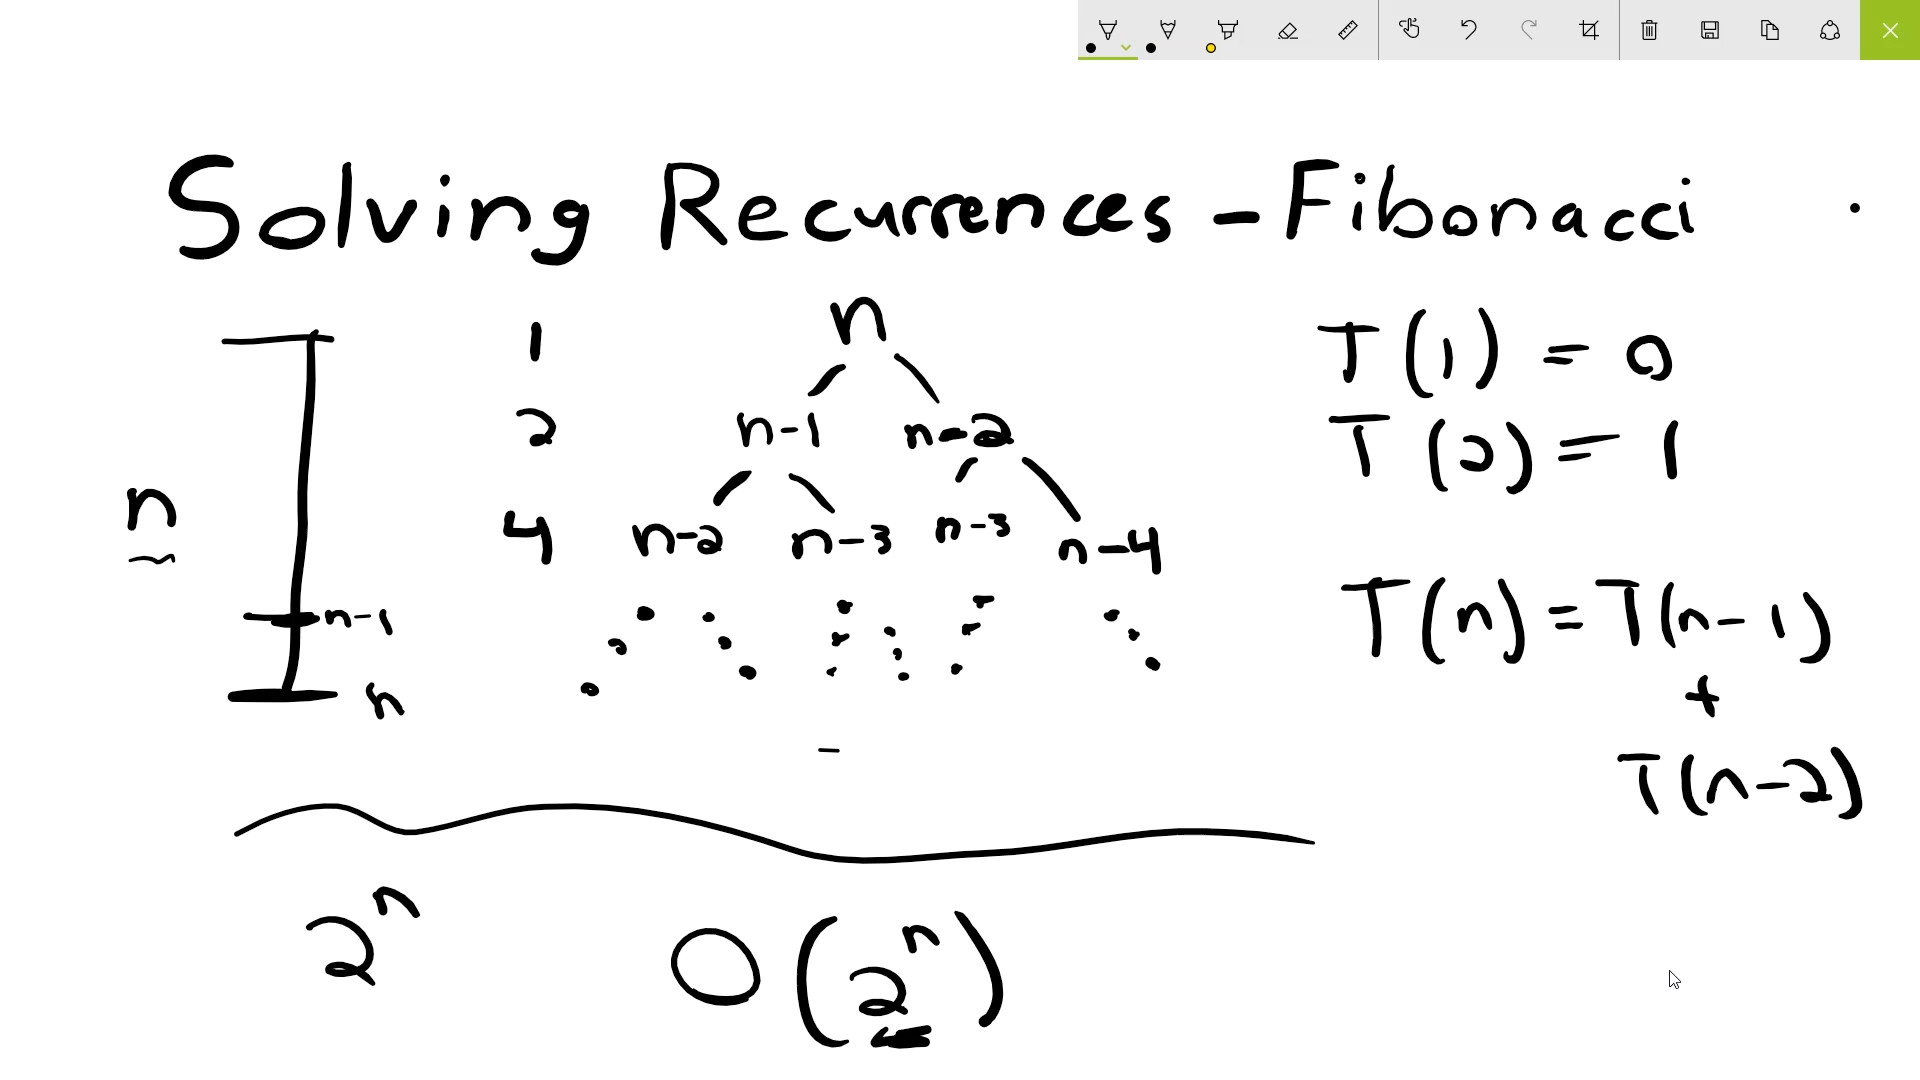 Solving Recurrences - Fibonacci
1 n
2 n-1 n-2
4 n-2 n-3 n-3 n-4
n
n-1
n
T(1) = 0
T(2) = 1
T(n) = T(n-1)
+
T(n-2)
2^n O(2^n)